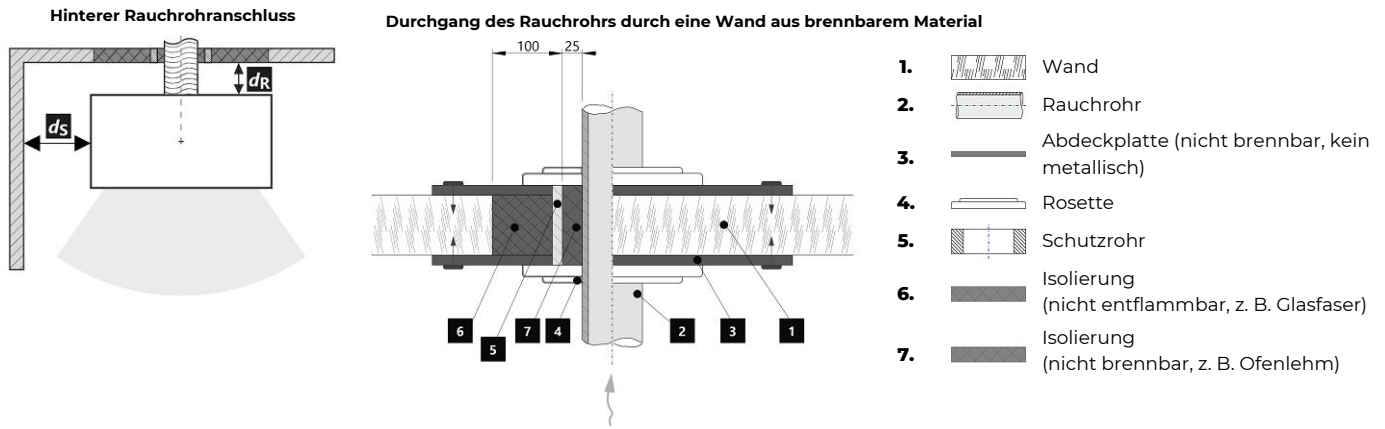 Hinterer Rauchrohranschluss
dR
dS
Durchgang des Rauchrohrs durch eine Wand aus brennbarem Material
100
25
6
5
7
4
2
3
1
1.
Wand
2.
Rauchrohr
3.
Abdeckplatte (nicht brennbar, kein
metallisch)
4.
Rosette
5.
Schutzrohr
6.
Isolierung
(nicht entflammbar, z. B. Glasfaser)
7.
Isolierung
(nicht brennbar, z. B. Ofenlehm)